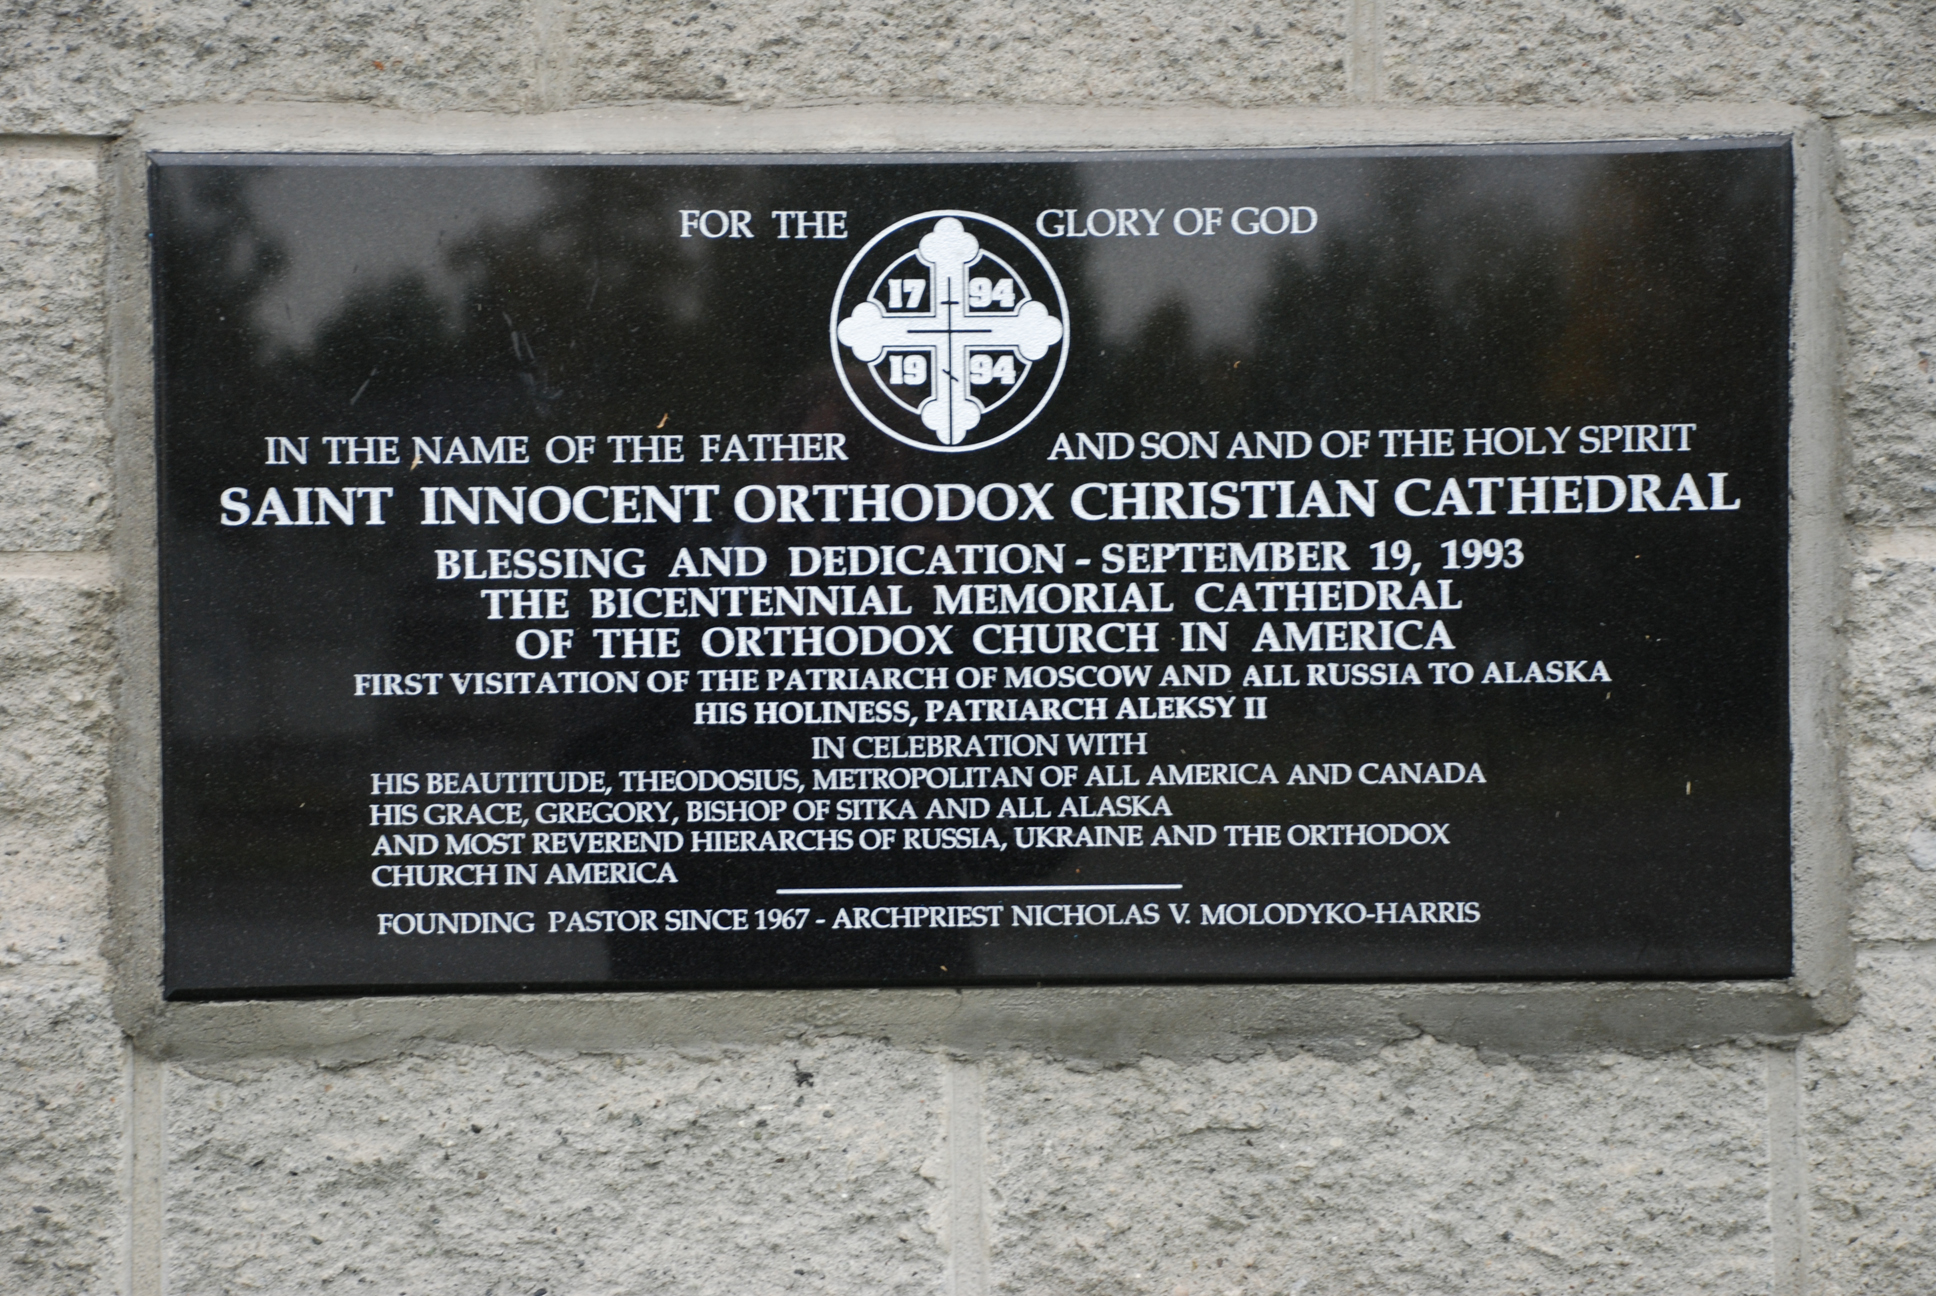 FOR THE GLORY OF GOD
17 94
19 94
IN THE NAME OF THE FATHER AND SON AND OF THE HOLY SPIRIT
SAINT INNOCENT ORTHODOX CHRISTIAN CATHEDRAL
BLESSING AND DEDICATION - SEPTEMBER 19, 1993
THE BICENTENNIAL MEMORIAL CATHEDRAL
OF THE ORTHODOX CHURCH IN AMERICA
FIRST VISITATION OF THE PATRIARCH OF MOSCOW AND ALL RUSSIA TO ALASKA
HIS HOLINESS, PATRIARCH ALEKSY II
IN CELEBRATION WITH
HIS BEAUTITUDE, THEODOSIUS, METROPOLITAN OF ALL AMERICA AND CANADA
HIS GRACE, GREGORY, BISHOP OF SITKA AND ALL ALASKA
AND MOST REVEREND HIERARCHS OF RUSSIA, UKRAINE AND THE ORTHODOX
CHURCH IN AMERICA
FOUNDING PASTOR SINCE 1967 - ARCHPRIEST NICHOLAS V. MOLODYKO-HARRIS